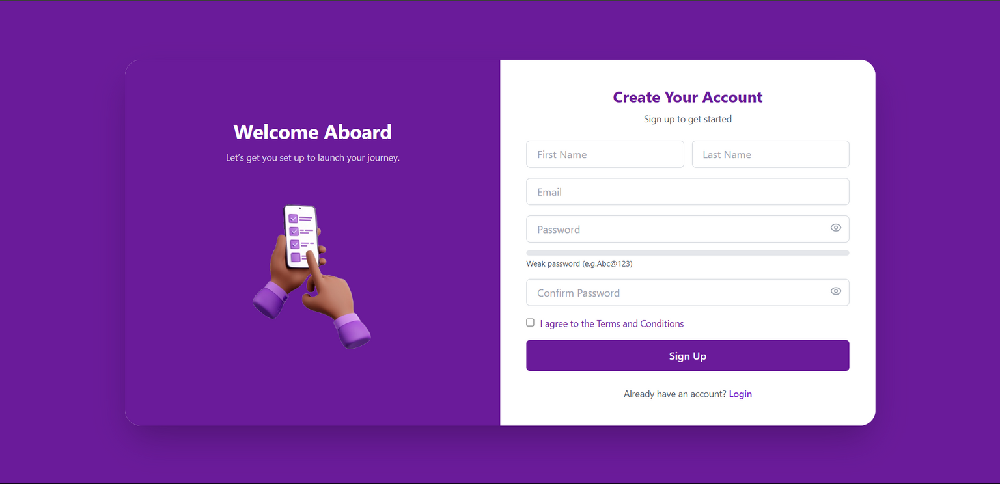 Welcome Aboard
Let's get you set up to launch your journey.
Create Your Account
Sign up to get started
First Name
Last Name
Email
Password
Weak password (e.g.Abc@123)
Confirm Password
I agree to the Terms and Conditions
Sign Up
Already have an account? Login